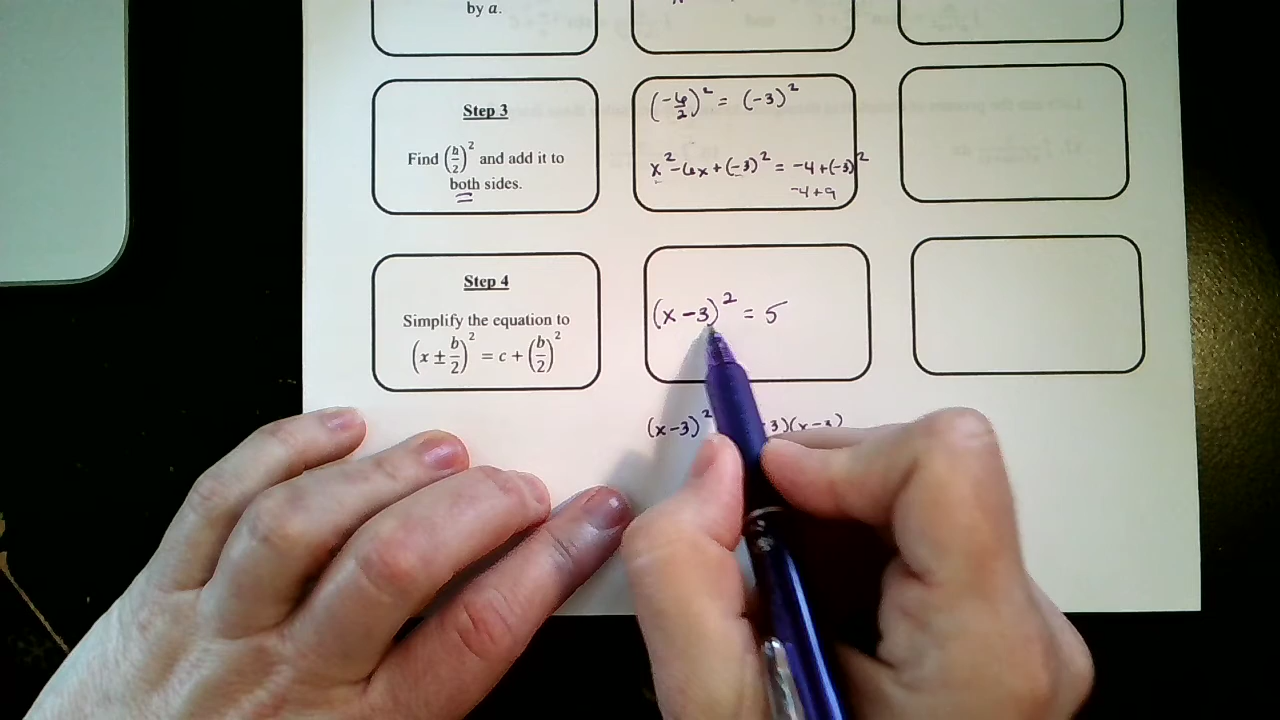 by a.
Step 3
Find (b/2)² and add it to
both sides.
(-6/2)² = (-3)²
x² - 6x + (-3)² = -4 + (-3)²
-4 + 9
Step 4
Simplify the equation to
(x ± b/2)² = c + (b/2)²
(x - 3)² = 5
(x - 3)² 3)(x - 3)